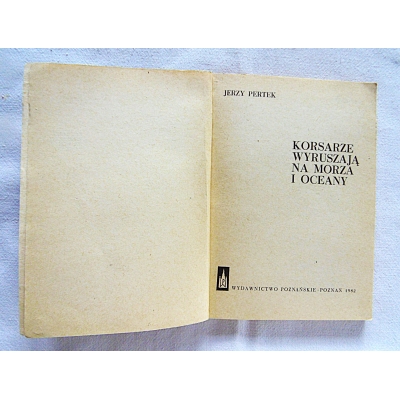 JERZY PERTEK
KORSARZE
WYRUSZAJĄ
NA MORZA
I OCEANY
WYDAWNICTWO POZNAŃSKIE · POZNAŃ